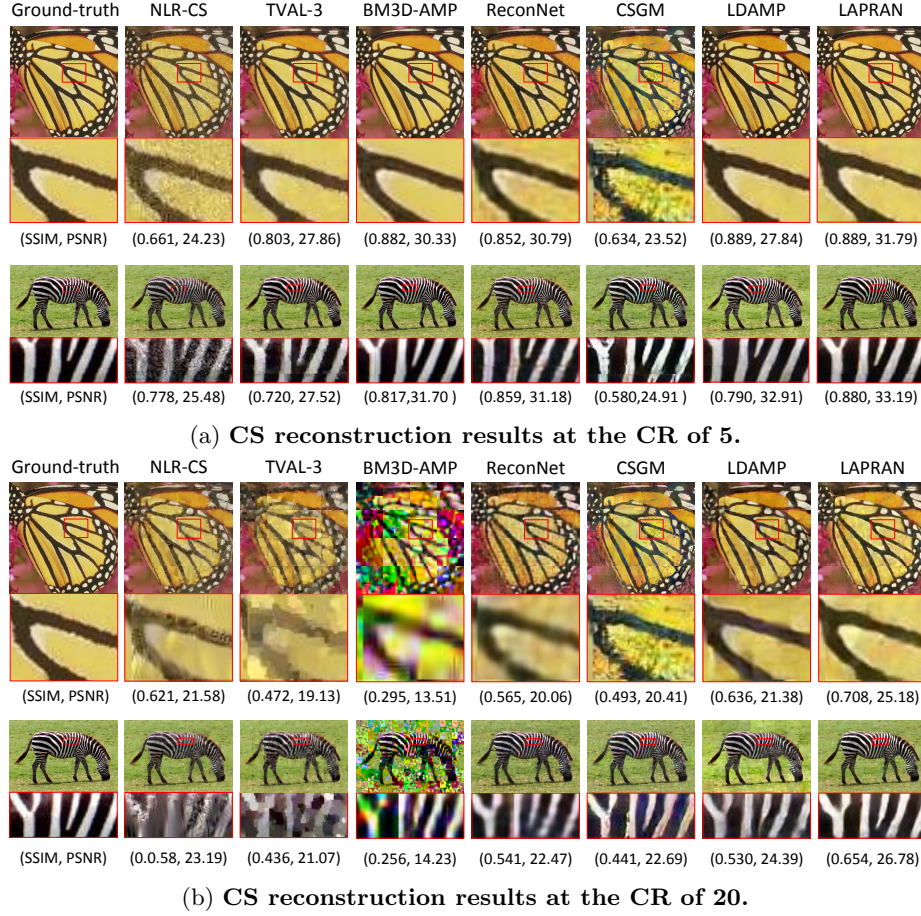 Ground-truth NLR-CS TVAL-3 BM3D-AMP ReconNet CSGM LDAMP LAPRAN
(SSIM, PSNR) (0.661, 24.23) (0.803, 27.86) (0.882, 30.33) (0.852, 30.79) (0.634, 23.52) (0.889, 27.84) (0.889, 31.79)
(SSIM, PSNR) (0.778, 25.48) (0.720, 27.52) (0.817,31.70 ) (0.859, 31.18) (0.580,24.91 ) (0.790, 32.91) (0.880, 33.19)
(a) CS reconstruction results at the CR of 5.
Ground-truth NLR-CS TVAL-3 BM3D-AMP ReconNet CSGM LDAMP LAPRAN
(SSIM, PSNR) (0.621, 21.58) (0.472, 19.13) (0.295, 13.51) (0.565, 20.06) (0.493, 20.41) (0.636, 21.38) (0.708, 25.18)
(SSIM, PSNR) (0.0.58, 23.19) (0.436, 21.07) (0.256, 14.23) (0.541, 22.47) (0.441, 22.69) (0.530, 24.39) (0.654, 26.78)
(b) CS reconstruction results at the CR of 20.